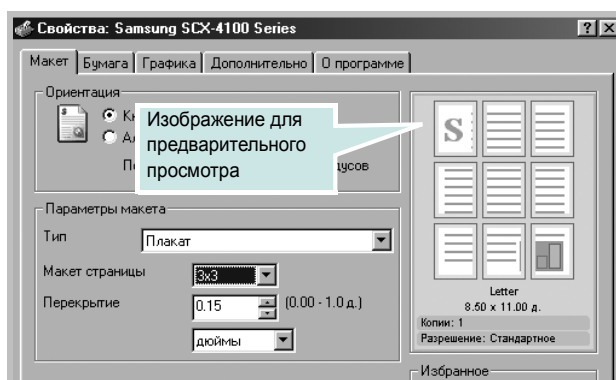 Свойства: Samsung SCX-4100 Series
Макет Бумага Графика Дополнительно О программе
Ориентация
Изображение для
предварительного
просмотра
Параметры макета
Тип Плакат
Макет страницы 3x3
Перекрытие 0.15 (0.00 - 1.0 д.)
дюймы
S
Letter
8.50 x 11.00 д.
Копии: 1
Разрешение: Стандартное
Избранное